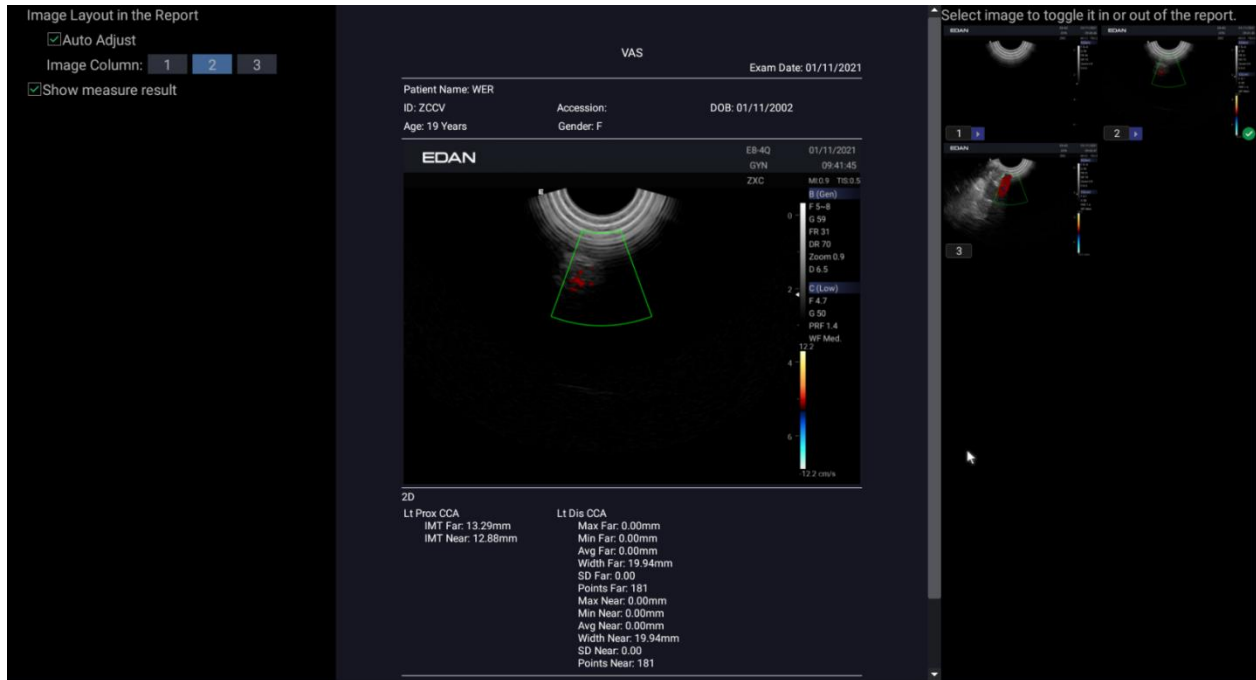 Image Layout in the Report
Auto Adjust
Image Column: 1 2 3
Show measure result
VAS
Exam Date: 01/11/2021
Patient Name: WER
ID: ZCCV Accession: DOB: 01/11/2002
Age: 19 Years Gender: F
EDAN
E8-4Q 01/11/2021
GYN 09:41:45
ZXC MI:0.9 TIS:0.5
B (Gen)
F 5~8
G 59
FR 31
DR 70
Zoom 0.9
D 6.5
C (Low)
F 4.7
G 50
PRF 1.4
WF Med.
12.2
0
2
4
6
-12.2 cm/s
2D
Lt Prox CCA
IMT Far: 13.29mm
IMT Near: 12.88mm
Lt Dis CCA
Max Far: 0.00mm
Min Far: 0.00mm
Avg Far: 0.00mm
Width Far: 19.94mm
SD Far: 0.00
Points Far: 181
Max Near: 0.00mm
Min Near: 0.00mm
Avg Near: 0.00mm
Width Near: 19.94mm
SD Near: 0.00
Points Near: 181
Select image to toggle it in or out of the report.
EDAN
1
EDAN
2
EDAN
3